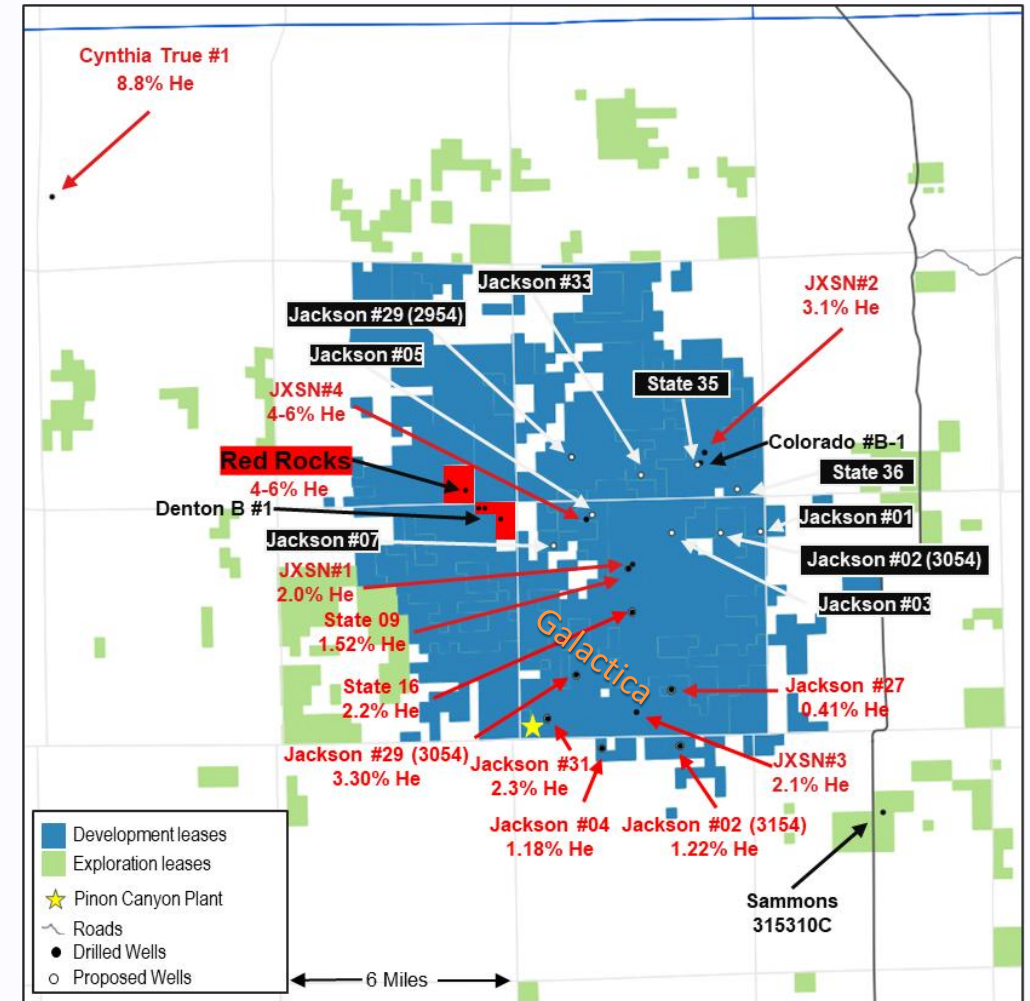 Cynthia True #1
8.8% He
Jackson #33
JXSN#2
3.1% He
Jackson #29 (2954)
Jackson #05
State 35
JXSN#4
4-6% He
Colorado #B-1
Red Rocks
4-6% He
State 36
Denton B #1
Jackson #01
Jackson #07
Jackson #02 (3054)
JXSN#1
2.0% He
Jackson #03
State 09
1.52% He
Galactica
State 16
2.2% He
Jackson #27
0.41% He
Jackson #29 (3054)
3.30% He
Jackson #31
2.3% He
JXSN#3
2.1% He
Jackson #04
1.18% He
Jackson #02 (3154)
1.22% He
Sammons
315310C
Development leases
Exploration leases
Pinon Canyon Plant
Roads
Drilled Wells
Proposed Wells
6 Miles